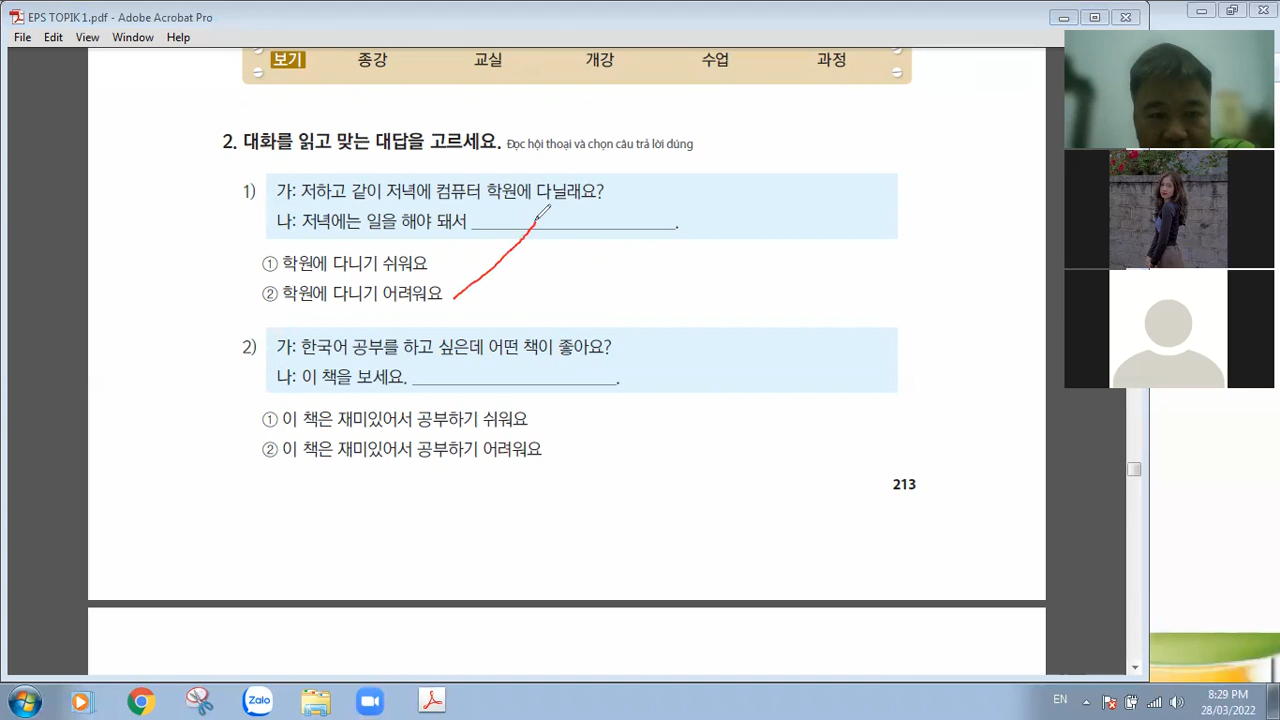 EPS TOPIK 1.pdf - Adobe Acrobat Pro
File Edit View Window Help
보기 종강 교실 개강 수업 과정
2. 대화를 읽고 맞는 대답을 고르세요. Đọc hội thoại và chọn câu trả lời đúng
1) 가: 저하고 같이 저녁에 컴퓨터 학원에 다닐래요?
나: 저녁에는 일을 해야 돼서 ____________________.
① 학원에 다니기 쉬워요
② 학원에 다니기 어려워요
2) 가: 한국어 공부를 하고 싶은데 어떤 책이 좋아요?
나: 이 책을 보세요. ____________________.
① 이 책은 재미있어서 공부하기 쉬워요
② 이 책은 재미있어서 공부하기 어려워요
213
Zalo
EN
8:29 PM
28/03/2022